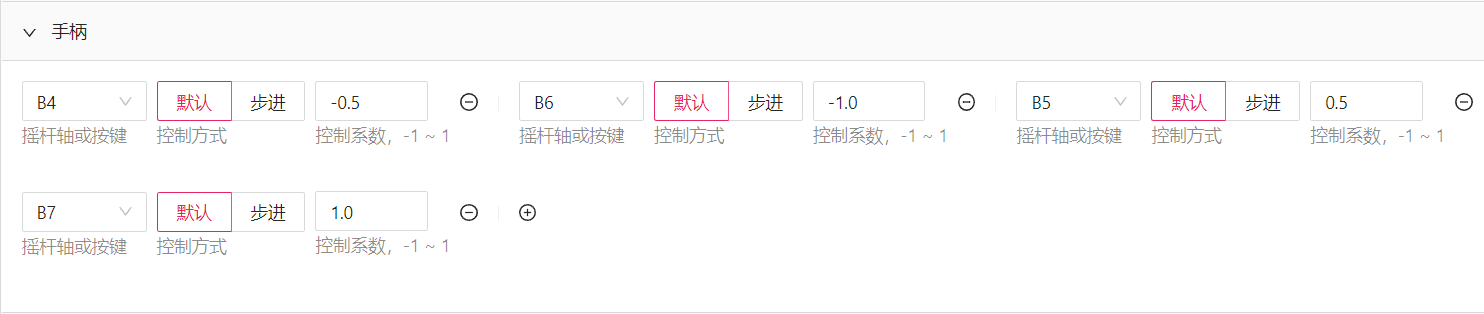 手柄
B4 默认 步进 -0.5 B6 默认 步进 -1.0 B5 默认 步进 0.5
摇杆轴或按键 控制方式 控制系数，-1 ~ 1 摇杆轴或按键 控制方式 控制系数，-1 ~ 1 摇杆轴或按键 控制方式 控制系数，-1 ~ 1
B7 默认 步进 1.0
摇杆轴或按键 控制方式 控制系数，-1 ~ 1